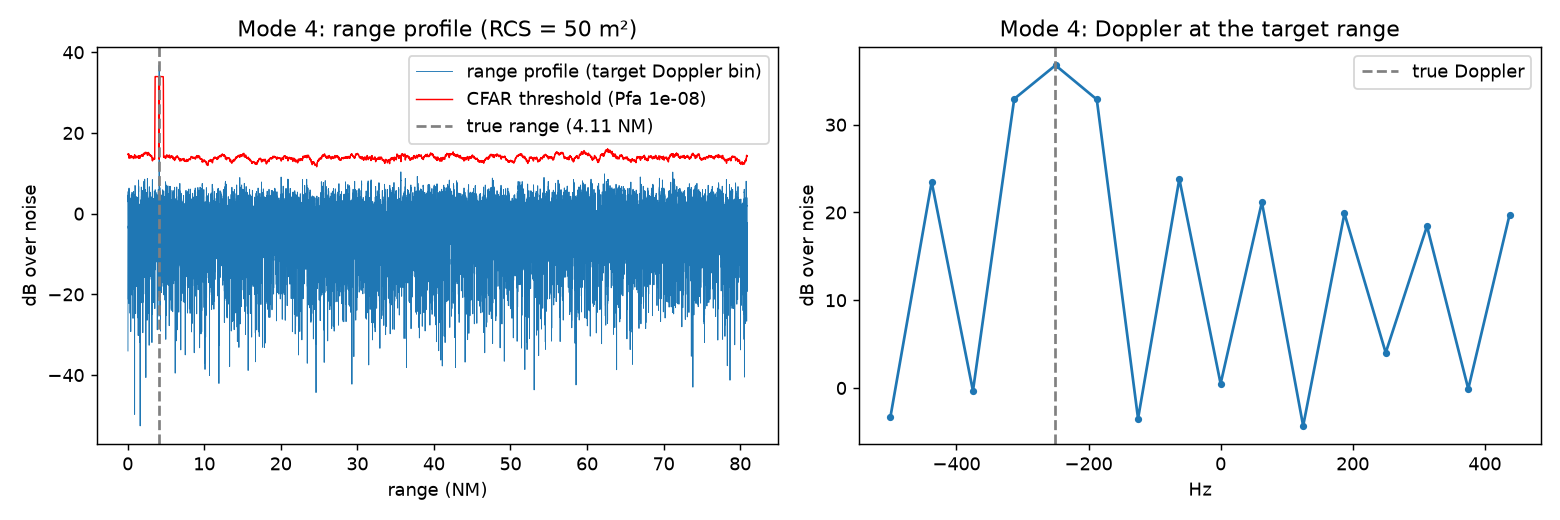 Mode 4: range profile (RCS = 50 m²)
40
20
0
−20
−40
dB over noise
range profile (target Doppler bin)
CFAR threshold (Pfa 1e-08)
true range (4.11 NM)
0 10 20 30 40 50 60 70 80
range (NM)
Mode 4: Doppler at the target range
30
20
10
0
dB over noise
true Doppler
−400 −200 0 200 400
Hz